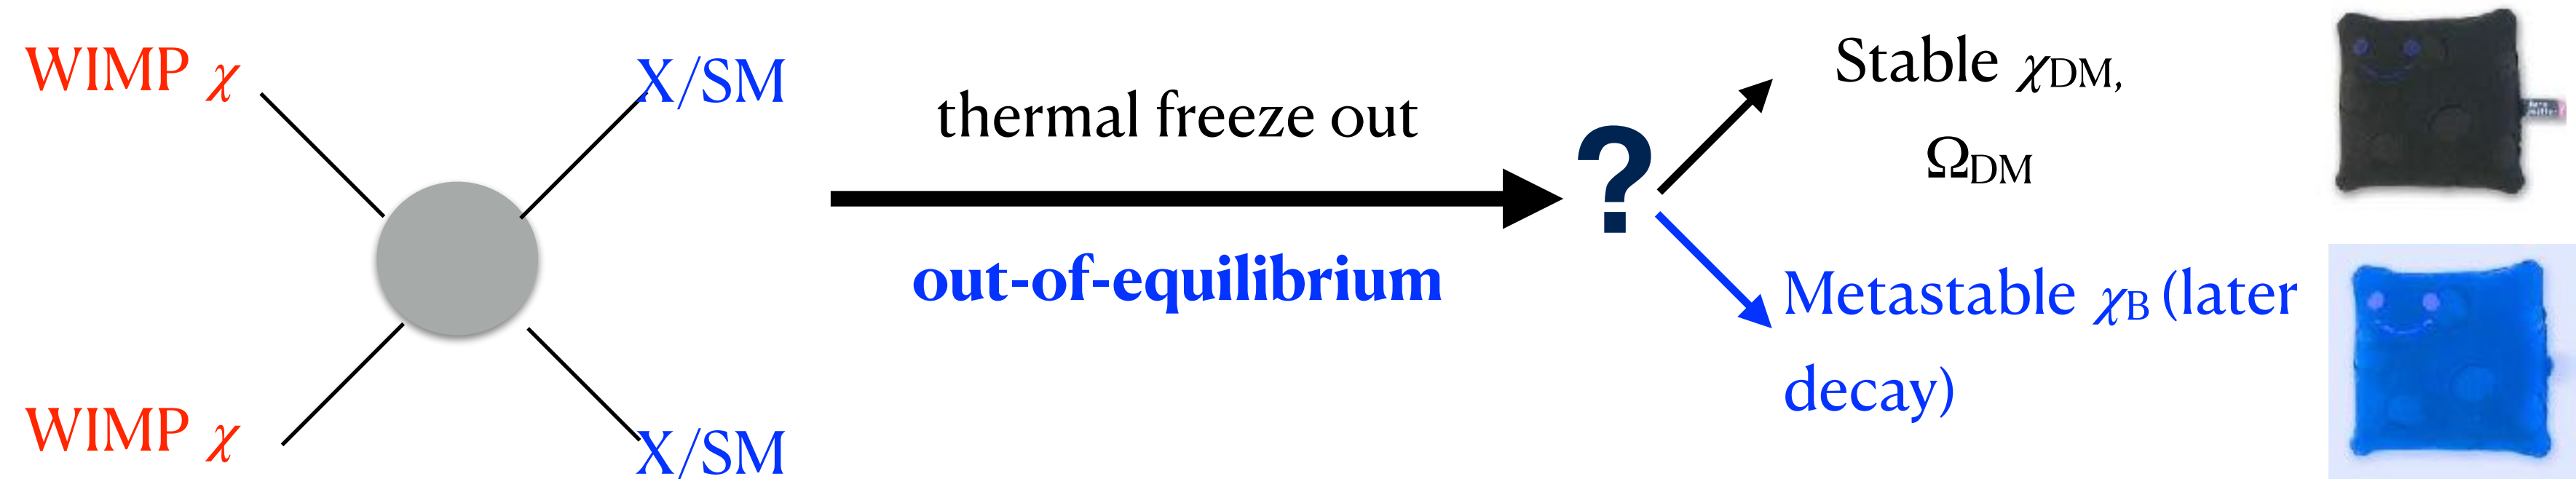 WIMP χ
X/SM
WIMP χ
X/SM
thermal freeze out
out-of-equilibrium
?
Stable χDM,
ΩDM
Metastable χB (later
decay)